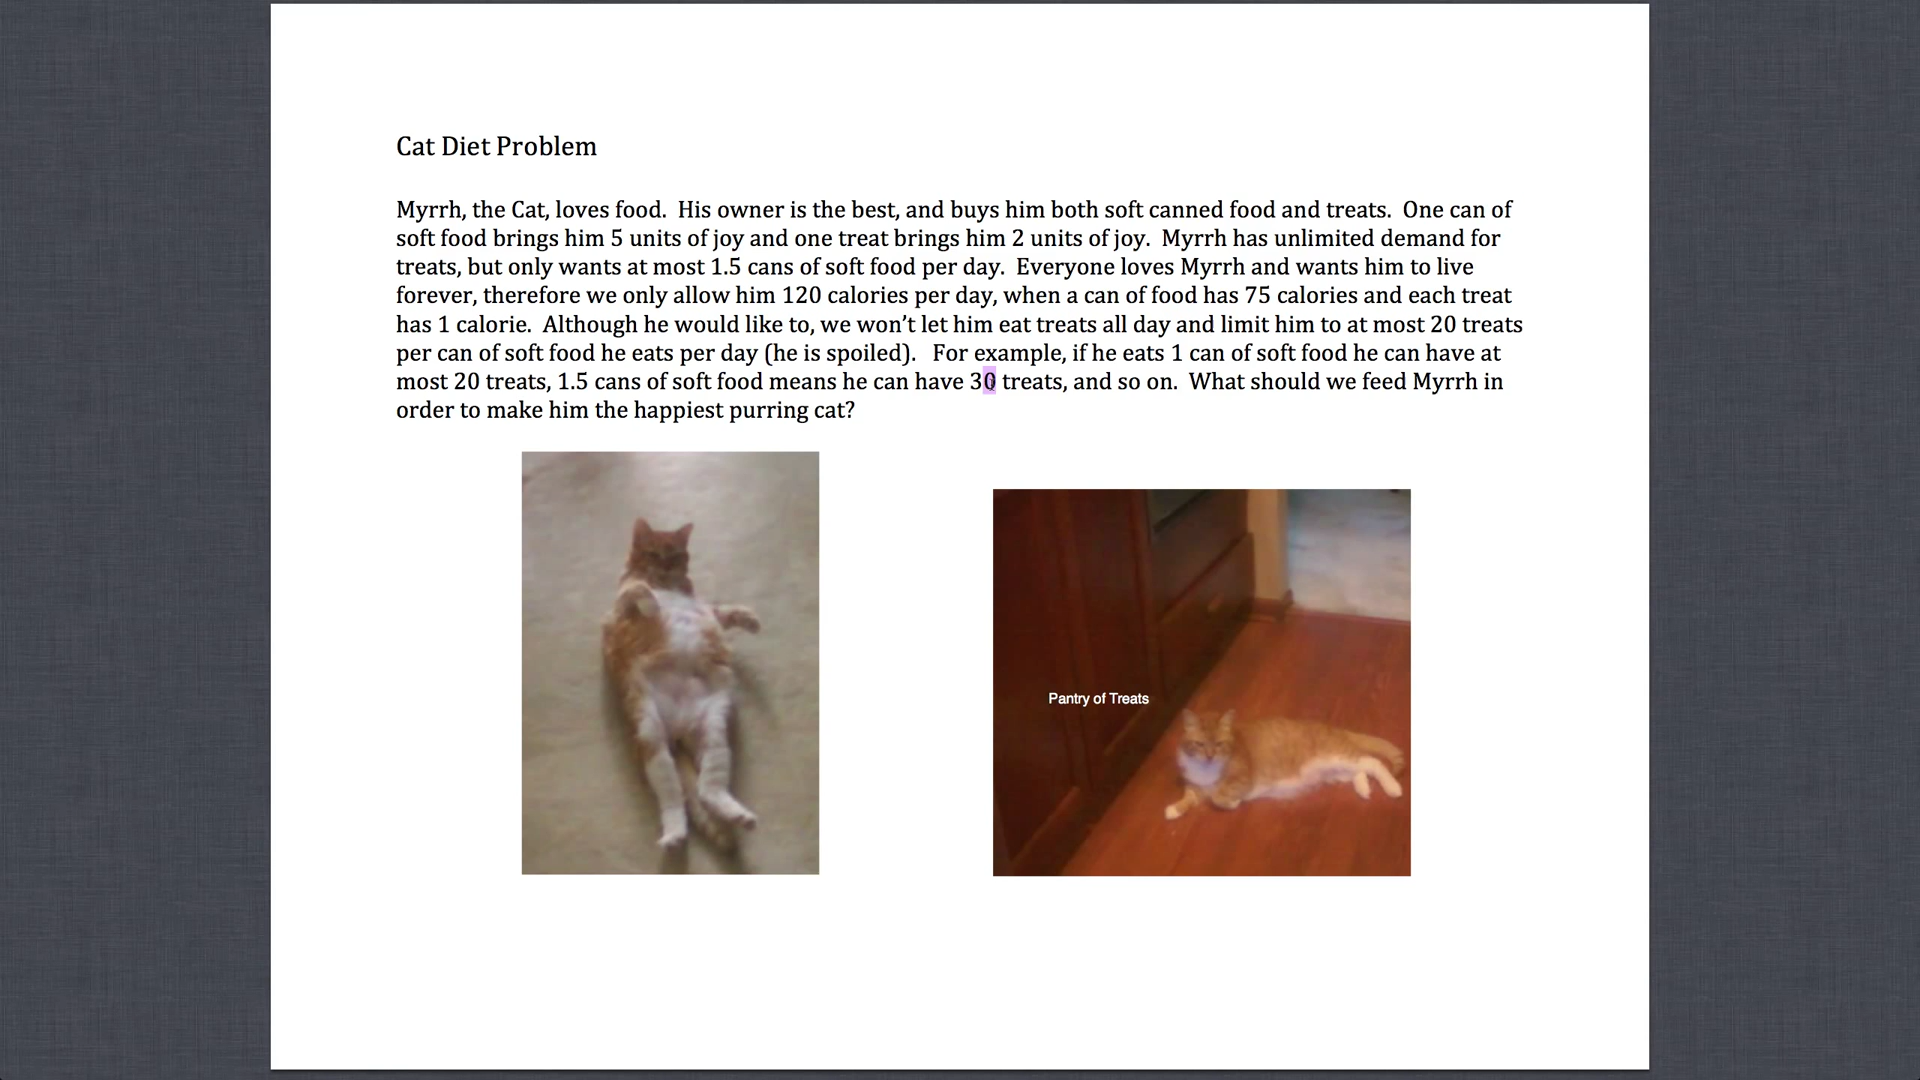 Cat Diet Problem
Myrrh, the Cat, loves food.  His owner is the best, and buys him both soft canned food and treats.  One can of
soft food brings him 5 units of joy and one treat brings him 2 units of joy.  Myrrh has unlimited demand for
treats, but only wants at most 1.5 cans of soft food per day.  Everyone loves Myrrh and wants him to live
forever, therefore we only allow him 120 calories per day, when a can of food has 75 calories and each treat
has 1 calorie.  Although he would like to, we won’t let him eat treats all day and limit him to at most 20 treats
per can of soft food he eats per day (he is spoiled).   For example, if he eats 1 can of soft food he can have at
most 20 treats, 1.5 cans of soft food means he can have 30 treats, and so on.  What should we feed Myrrh in
order to make him the happiest purring cat?
Pantry of Treats